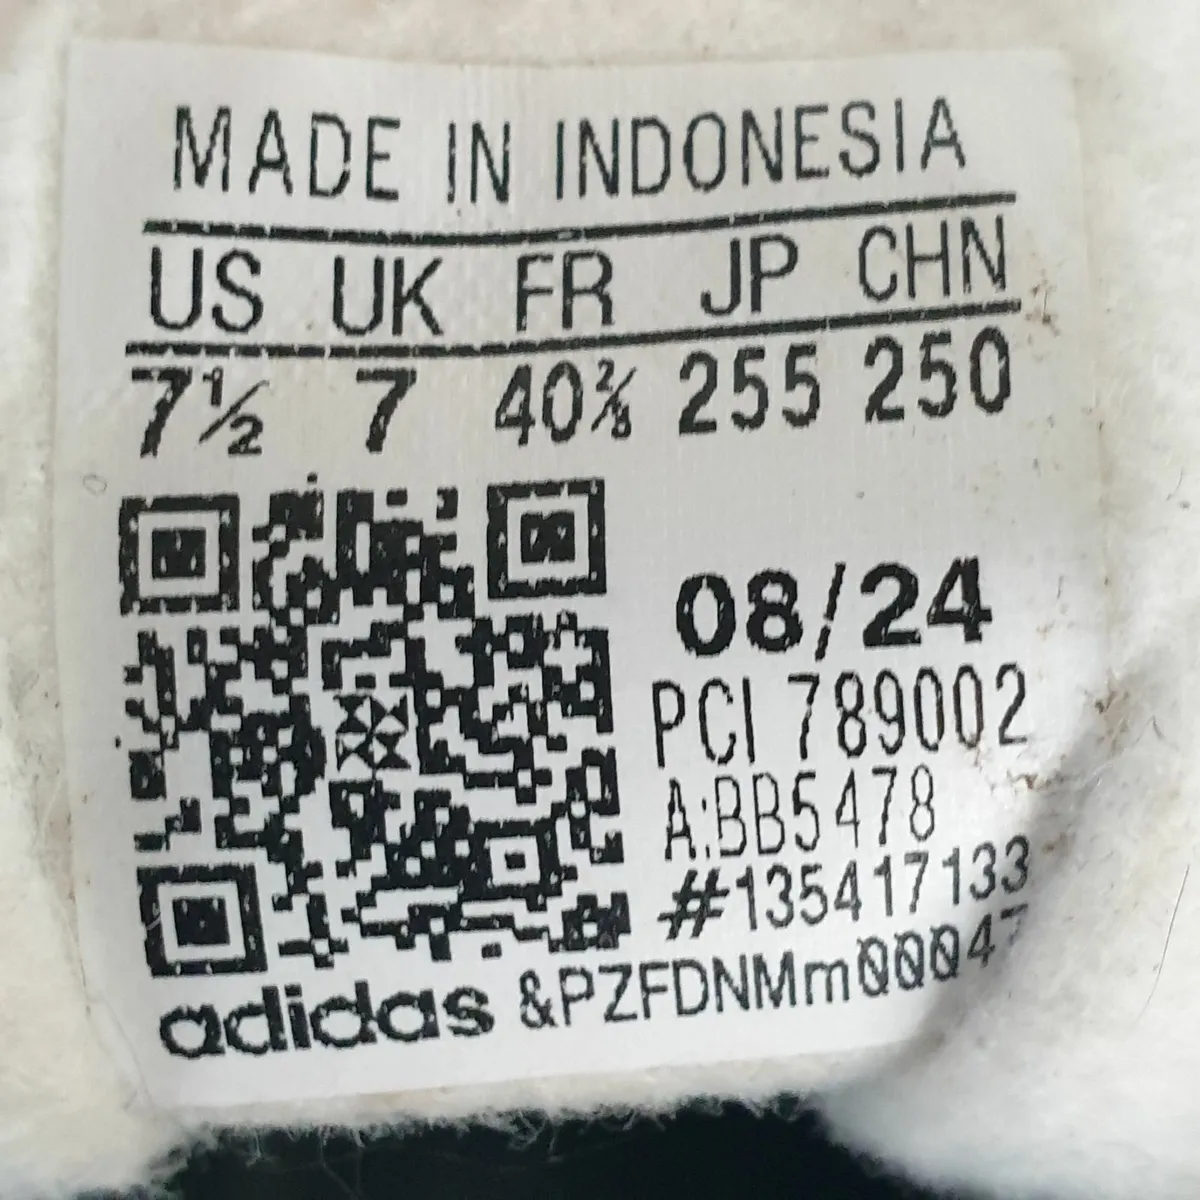 MADE IN INDONESIA
US UK FR JP CHN
7½ 7 40⅔ 255 250
08/24
PCI 789002
A:BB5478
#135417133
adidas &PZFDNMm00047